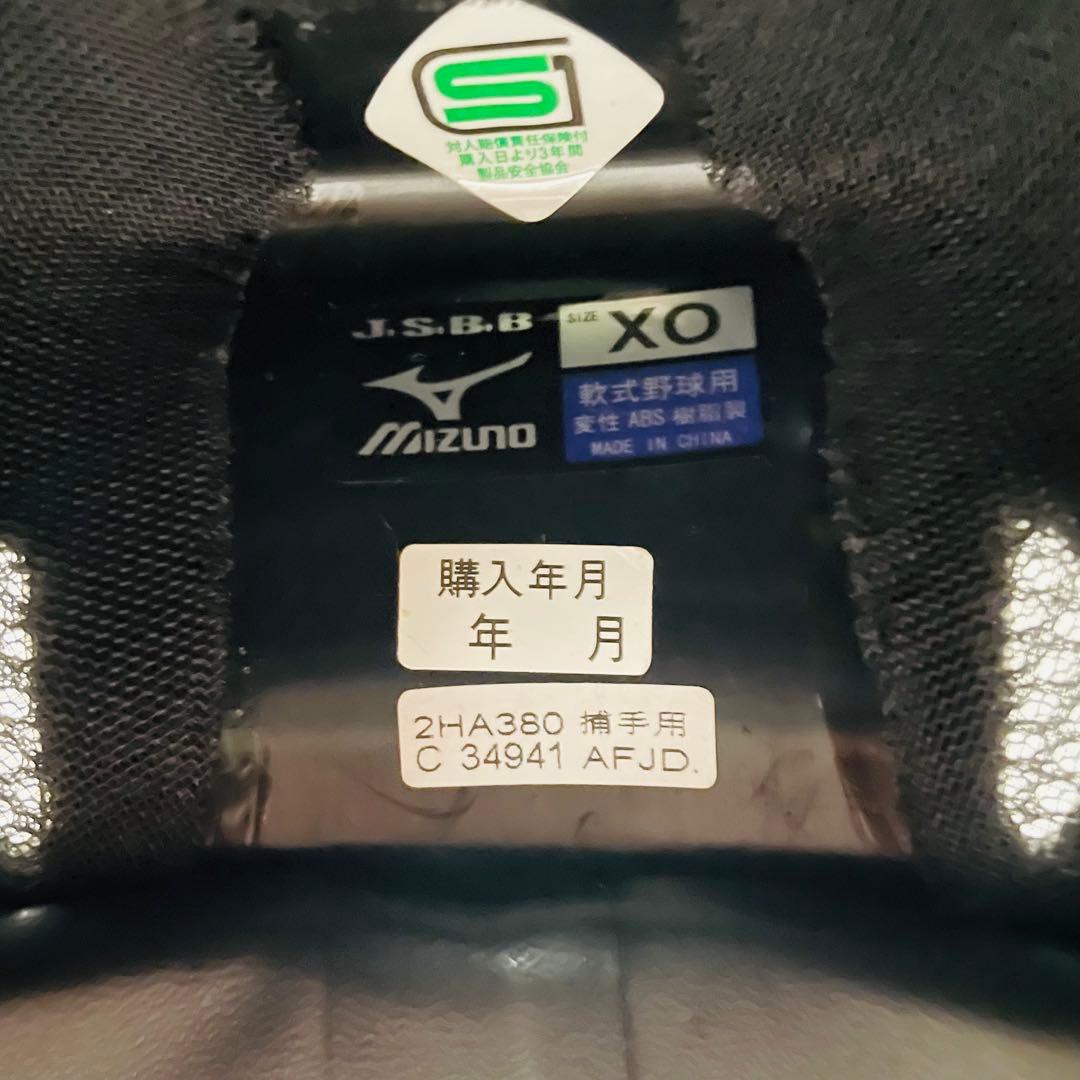 SG
対人賠償責任保険付
購入日より3年間
製品安全協会
J.S.B.B
SIZE XO
MIZUNO
軟式野球用
変性 ABS 樹脂製
MADE IN CHINA
購入年月
年 月
2HA380 捕手用
C 34941 AFJD.